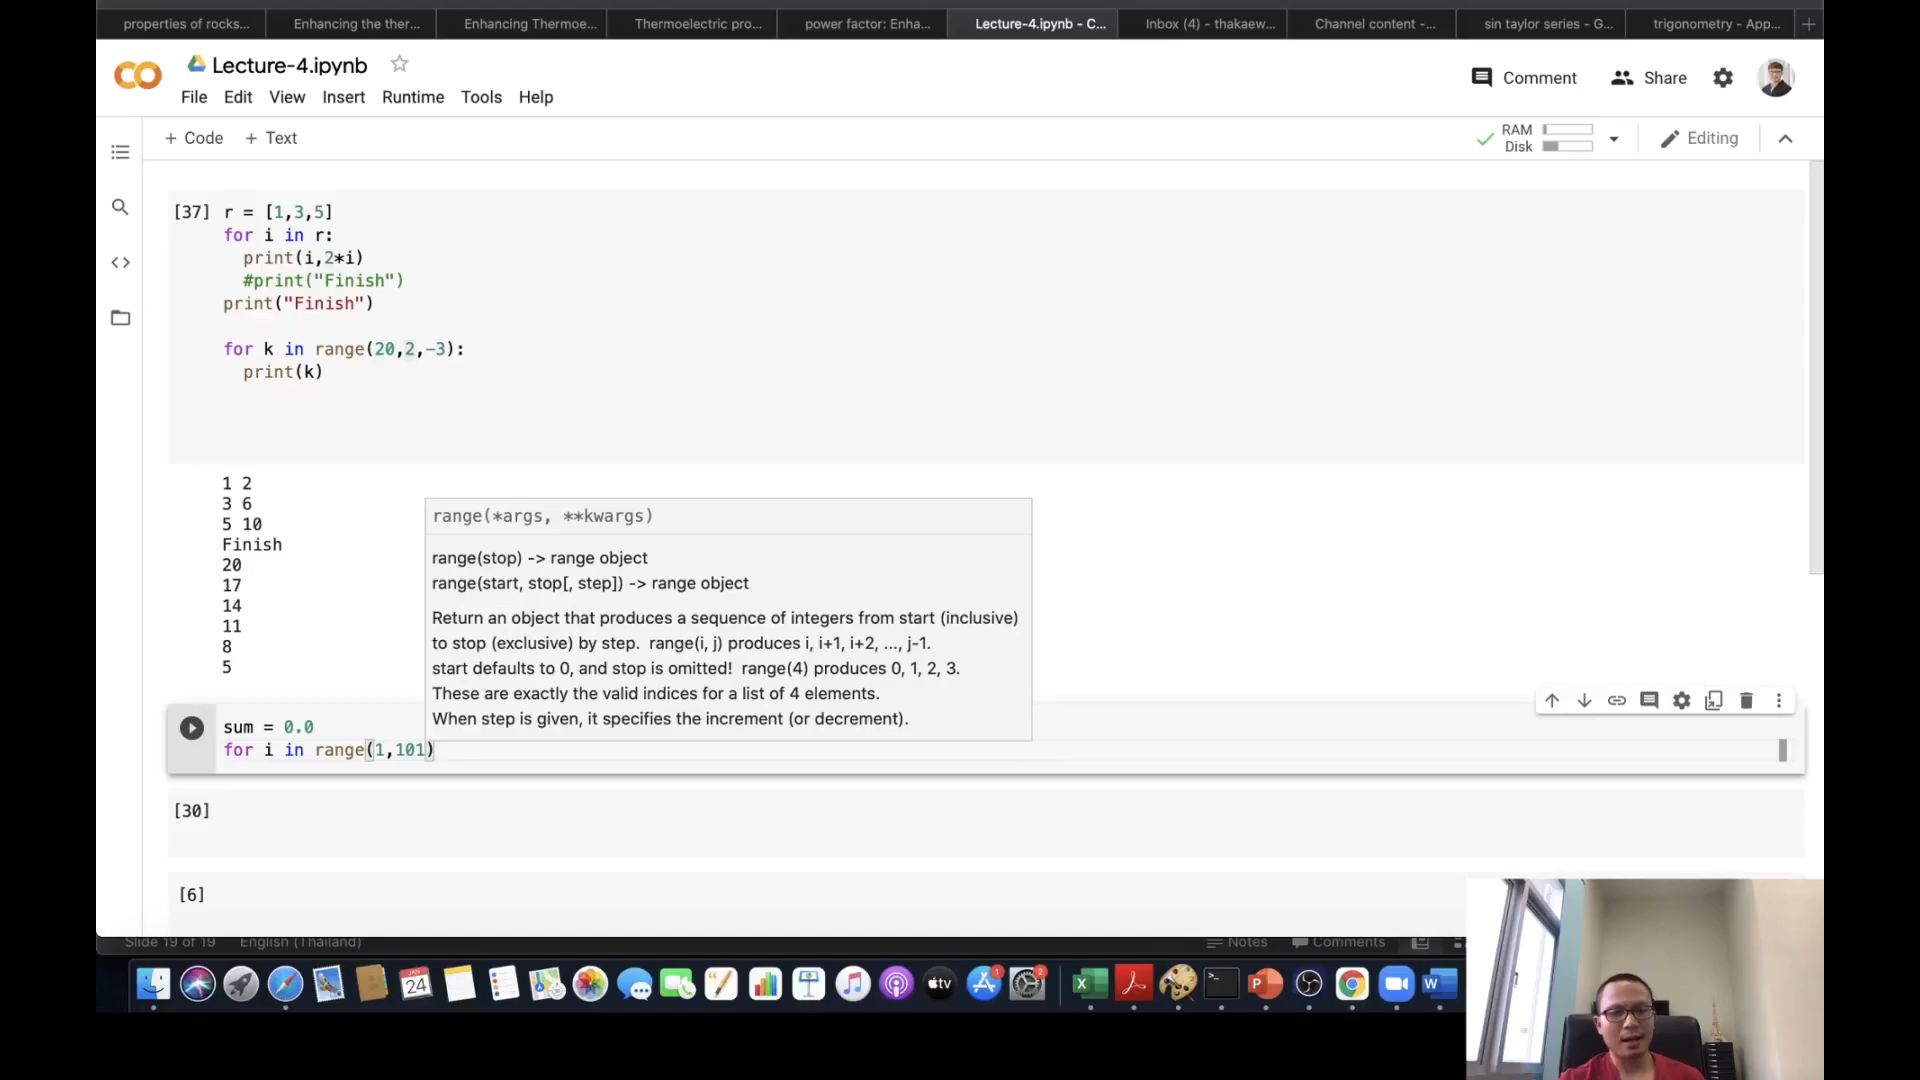 properties of rocks...
Enhancing the ther...
Enhancing Thermoe...
Thermoelectric pro...
power factor: Enha...
Lecture-4.ipynb - C...
Inbox (4) - thakaew...
Channel content -...
sin taylor series - G...
trigonometry - App...
CO
Lecture-4.ipynb
Comment
Share
File Edit View Insert Runtime Tools Help
+ Code + Text
RAM
Disk
Editing
[37] r = [1,3,5]
for i in r:
print(i,2*i)
#print("Finish")
print("Finish")
for k in range(20,2,-3):
print(k)
1 2
3 6
5 10
Finish
20
17
14
11
8
5
range(*args, **kwargs)
range(stop) -> range object
range(start, stop[, step]) -> range object
Return an object that produces a sequence of integers from start (inclusive)
to stop (exclusive) by step. range(i, j) produces i, i+1, i+2, ..., j-1.
start defaults to 0, and stop is omitted! range(4) produces 0, 1, 2, 3.
These are exactly the valid indices for a list of 4 elements.
When step is given, it specifies the increment (or decrement).
sum = 0.0
for i in range(1,101)
[30]
[6]
Slide 19 of 19 English (Thailand)
Notes Comments
JAN
24
tv
1
2
X
>_
P
W